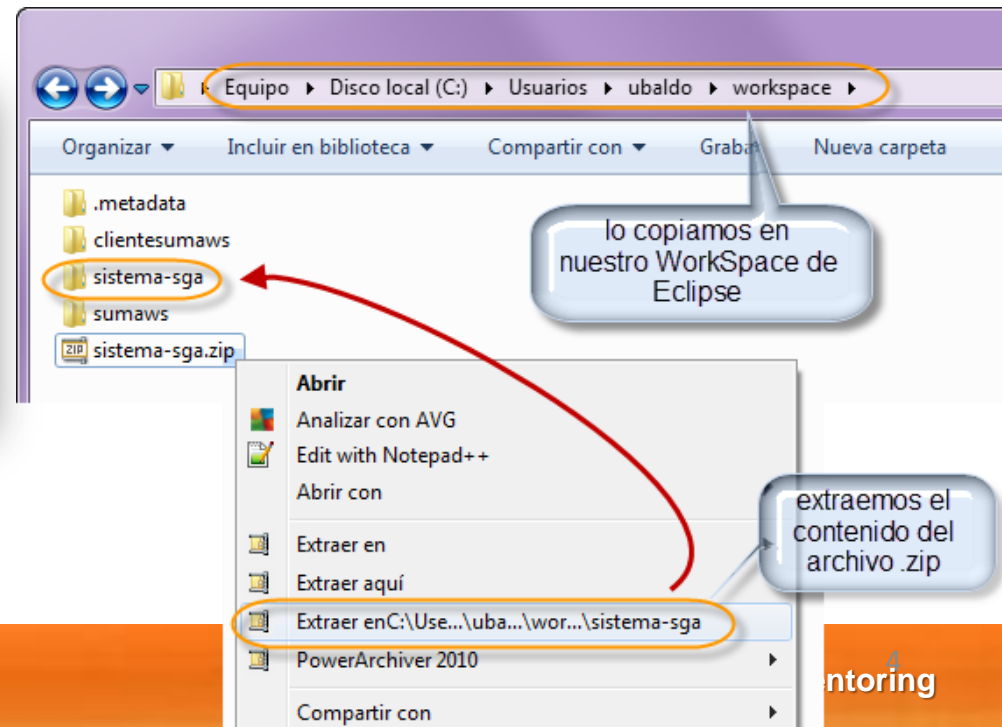 Equipo ▸ Disco local (C:) ▸ Usuarios ▸ ubaldo ▸ workspace ▸
Organizar Incluir en biblioteca Compartir con Nueva carpeta
.metadata
clientesumaws
sistema-sga
sumaws
sistema-sga.zip
lo copiamos en
nuestro WorkSpace de
Eclipse
Abrir
Analizar con AVG
Edit with Notepad++
Abrir con
Extraer en
Extraer aquí
Extraer enC:\Use...\uba...\wor...\sistema-sga
PowerArchiver 2010
Compartir con
extraemos el
contenido del
archivo .zip
4
entoring